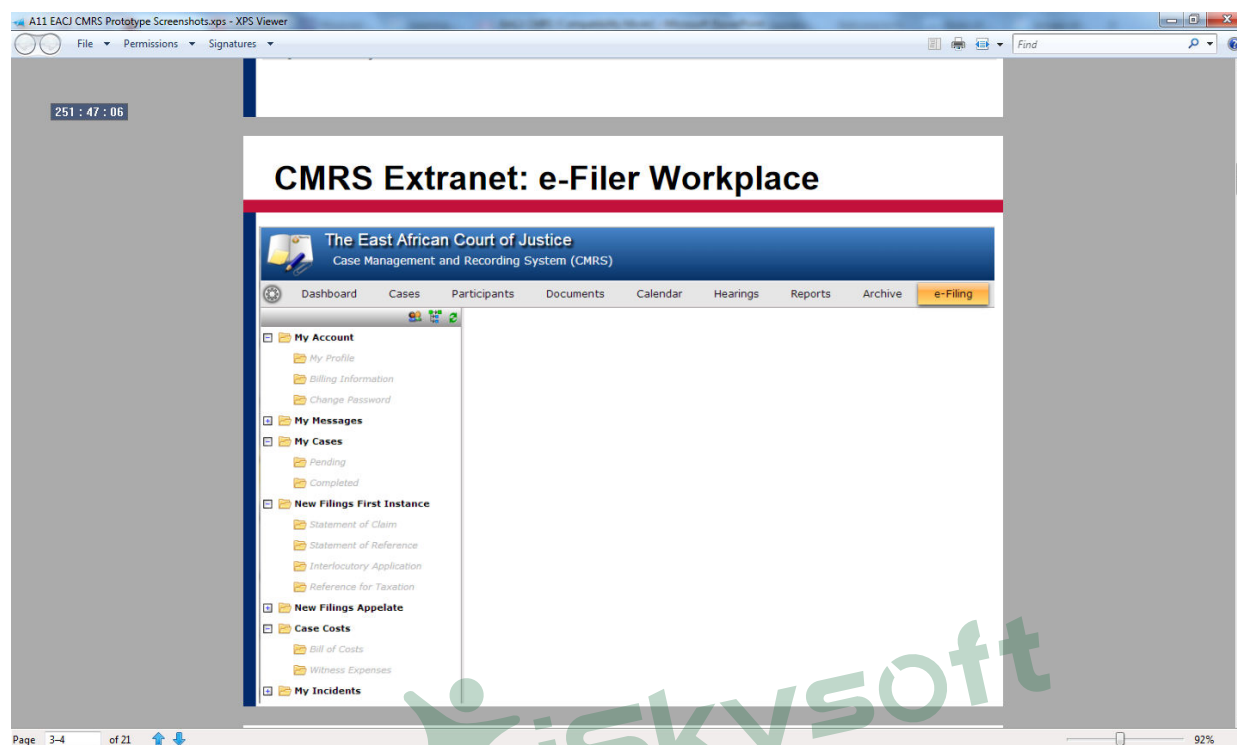 A11 EACJ CMRS Prototype Screenshots.xps - XPS Viewer
File Permissions Signatures Find
251 : 47 : 06
CMRS Extranet: e-Filer Workplace
The East African Court of Justice
Case Management and Recording System (CMRS)
Dashboard Cases Participants Documents Calendar Hearings Reports Archive e-Filing
My Account
My Profile
Billing Information
Change Password
My Messages
My Cases
Pending
Completed
New Filings First Instance
Statement of Claim
Statement of Reference
Interlocutory Application
Reference for Taxation
New Filings Appelate
Case Costs
Bill of Costs
Witness Expenses
My Incidents
iskysoft
Page 3-4 of 21 92%